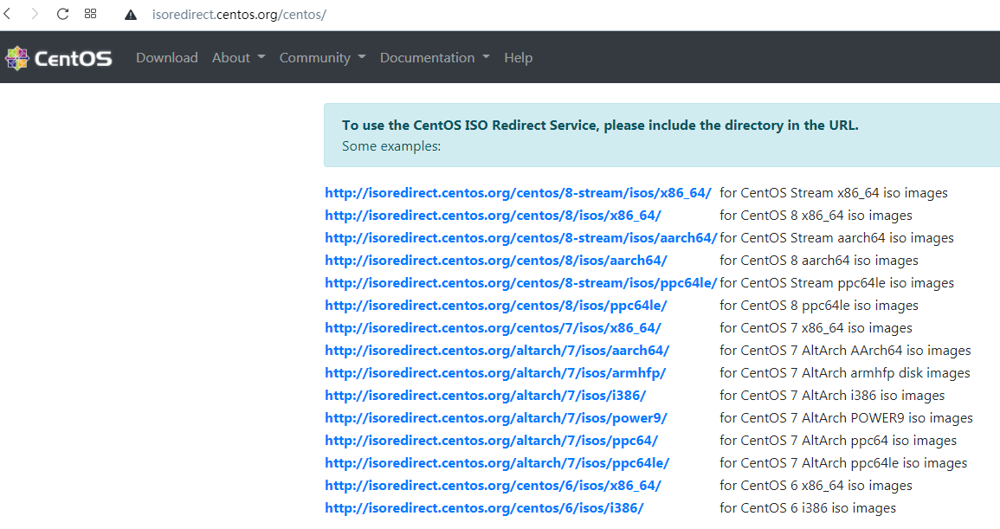 isoredirect.centos.org/centos/
CentOS Download About Community Documentation Help
To use the CentOS ISO Redirect Service, please include the directory in the URL.
Some examples:
http://isoredirect.centos.org/centos/8-stream/isos/x86_64/ for CentOS Stream x86_64 iso images
http://isoredirect.centos.org/centos/8/isos/x86_64/ for CentOS 8 x86_64 iso images
http://isoredirect.centos.org/centos/8-stream/isos/aarch64/ for CentOS Stream aarch64 iso images
http://isoredirect.centos.org/centos/8/isos/aarch64/ for CentOS 8 aarch64 iso images
http://isoredirect.centos.org/centos/8-stream/isos/ppc64le/ for CentOS Stream ppc64le iso images
http://isoredirect.centos.org/centos/8/isos/ppc64le/ for CentOS 8 ppc64le iso images
http://isoredirect.centos.org/centos/7/isos/x86_64/ for CentOS 7 x86_64 iso images
http://isoredirect.centos.org/altarch/7/isos/aarch64/ for CentOS 7 AltArch AArch64 iso images
http://isoredirect.centos.org/altarch/7/isos/armhfp/ for CentOS 7 AltArch armhfp disk images
http://isoredirect.centos.org/altarch/7/isos/i386/ for CentOS 7 AltArch i386 iso images
http://isoredirect.centos.org/altarch/7/isos/power9/ for CentOS 7 AltArch POWER9 iso images
http://isoredirect.centos.org/altarch/7/isos/ppc64/ for CentOS 7 AltArch ppc64 iso images
http://isoredirect.centos.org/altarch/7/isos/ppc64le/ for CentOS 7 AltArch ppc64le iso images
http://isoredirect.centos.org/centos/6/isos/x86_64/ for CentOS 6 x86_64 iso images
http://isoredirect.centos.org/centos/6/isos/i386/ for CentOS 6 i386 iso images